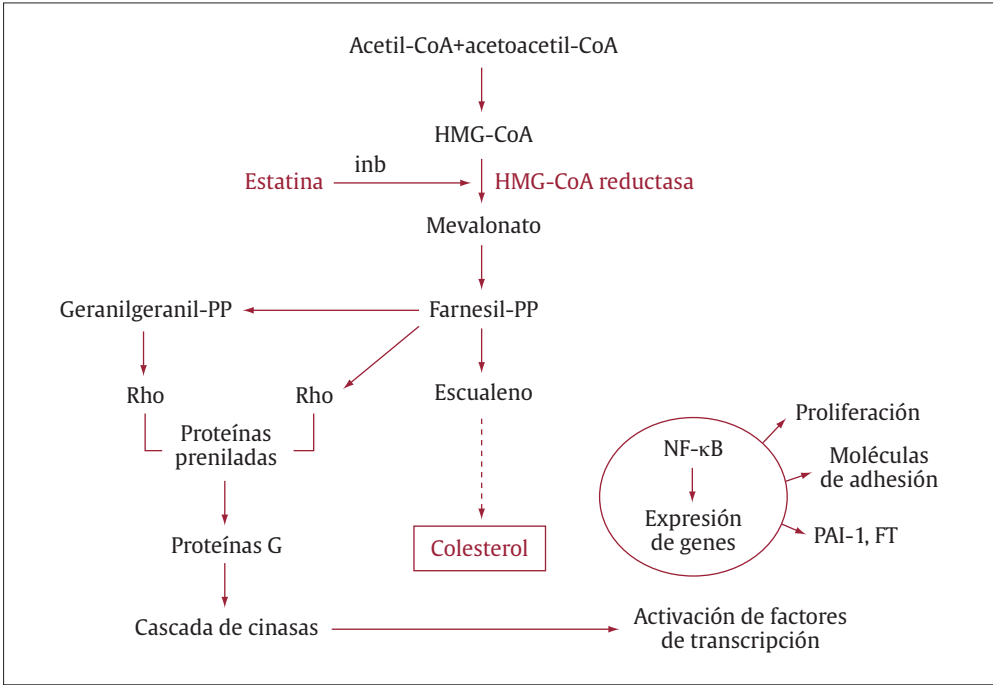 Acetil-CoA+acetoacetil-CoA
HMG-CoA
Estatina
inb
HMG-CoA reductasa
Mevalonato
Geranilgeranil-PP
Farnesil-PP
Rho
Rho
Escualeno
Proteínas
preniladas
Proteínas G
Colesterol
Cascada de cinasas
Activación de factores
de transcripción
NF-κB
Expresión
de genes
Proliferación
Moléculas
de adhesión
PAI-1, FT